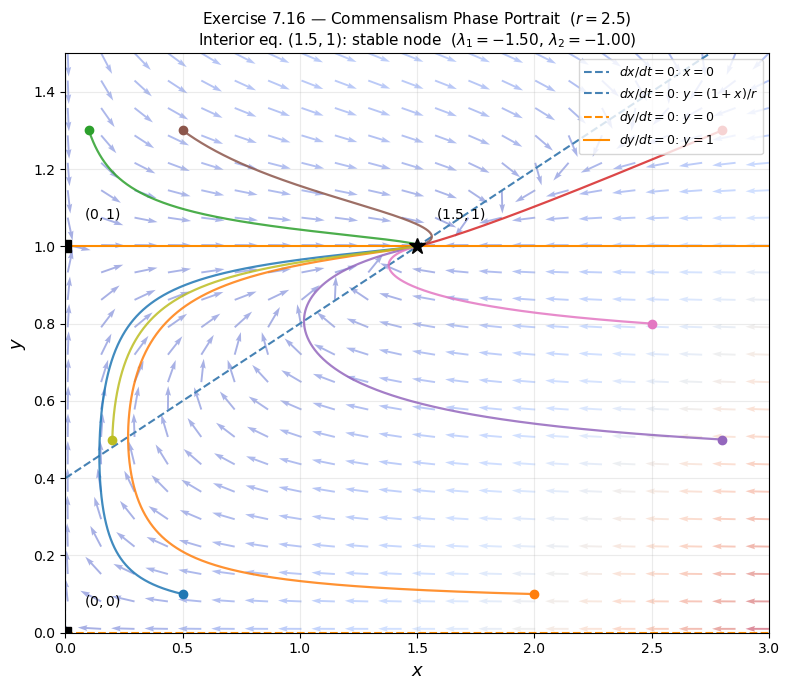 Exercise 7.16 — Commensalism Phase Portrait (r = 2.5)
Interior eq. (1.5, 1): stable node (λ₁ = −1.50, λ₂ = −1.00)
dx/dt = 0: x = 0
dx/dt = 0: y = (1 + x)/r
dy/dt = 0: y = 0
dy/dt = 0: y = 1
(0, 1)
(1.5, 1)
(0, 0)
y
1.4
1.2
1.0
0.8
0.6
0.4
0.2
0.0
0.0 0.5 1.0 1.5 2.0 2.5 3.0
x